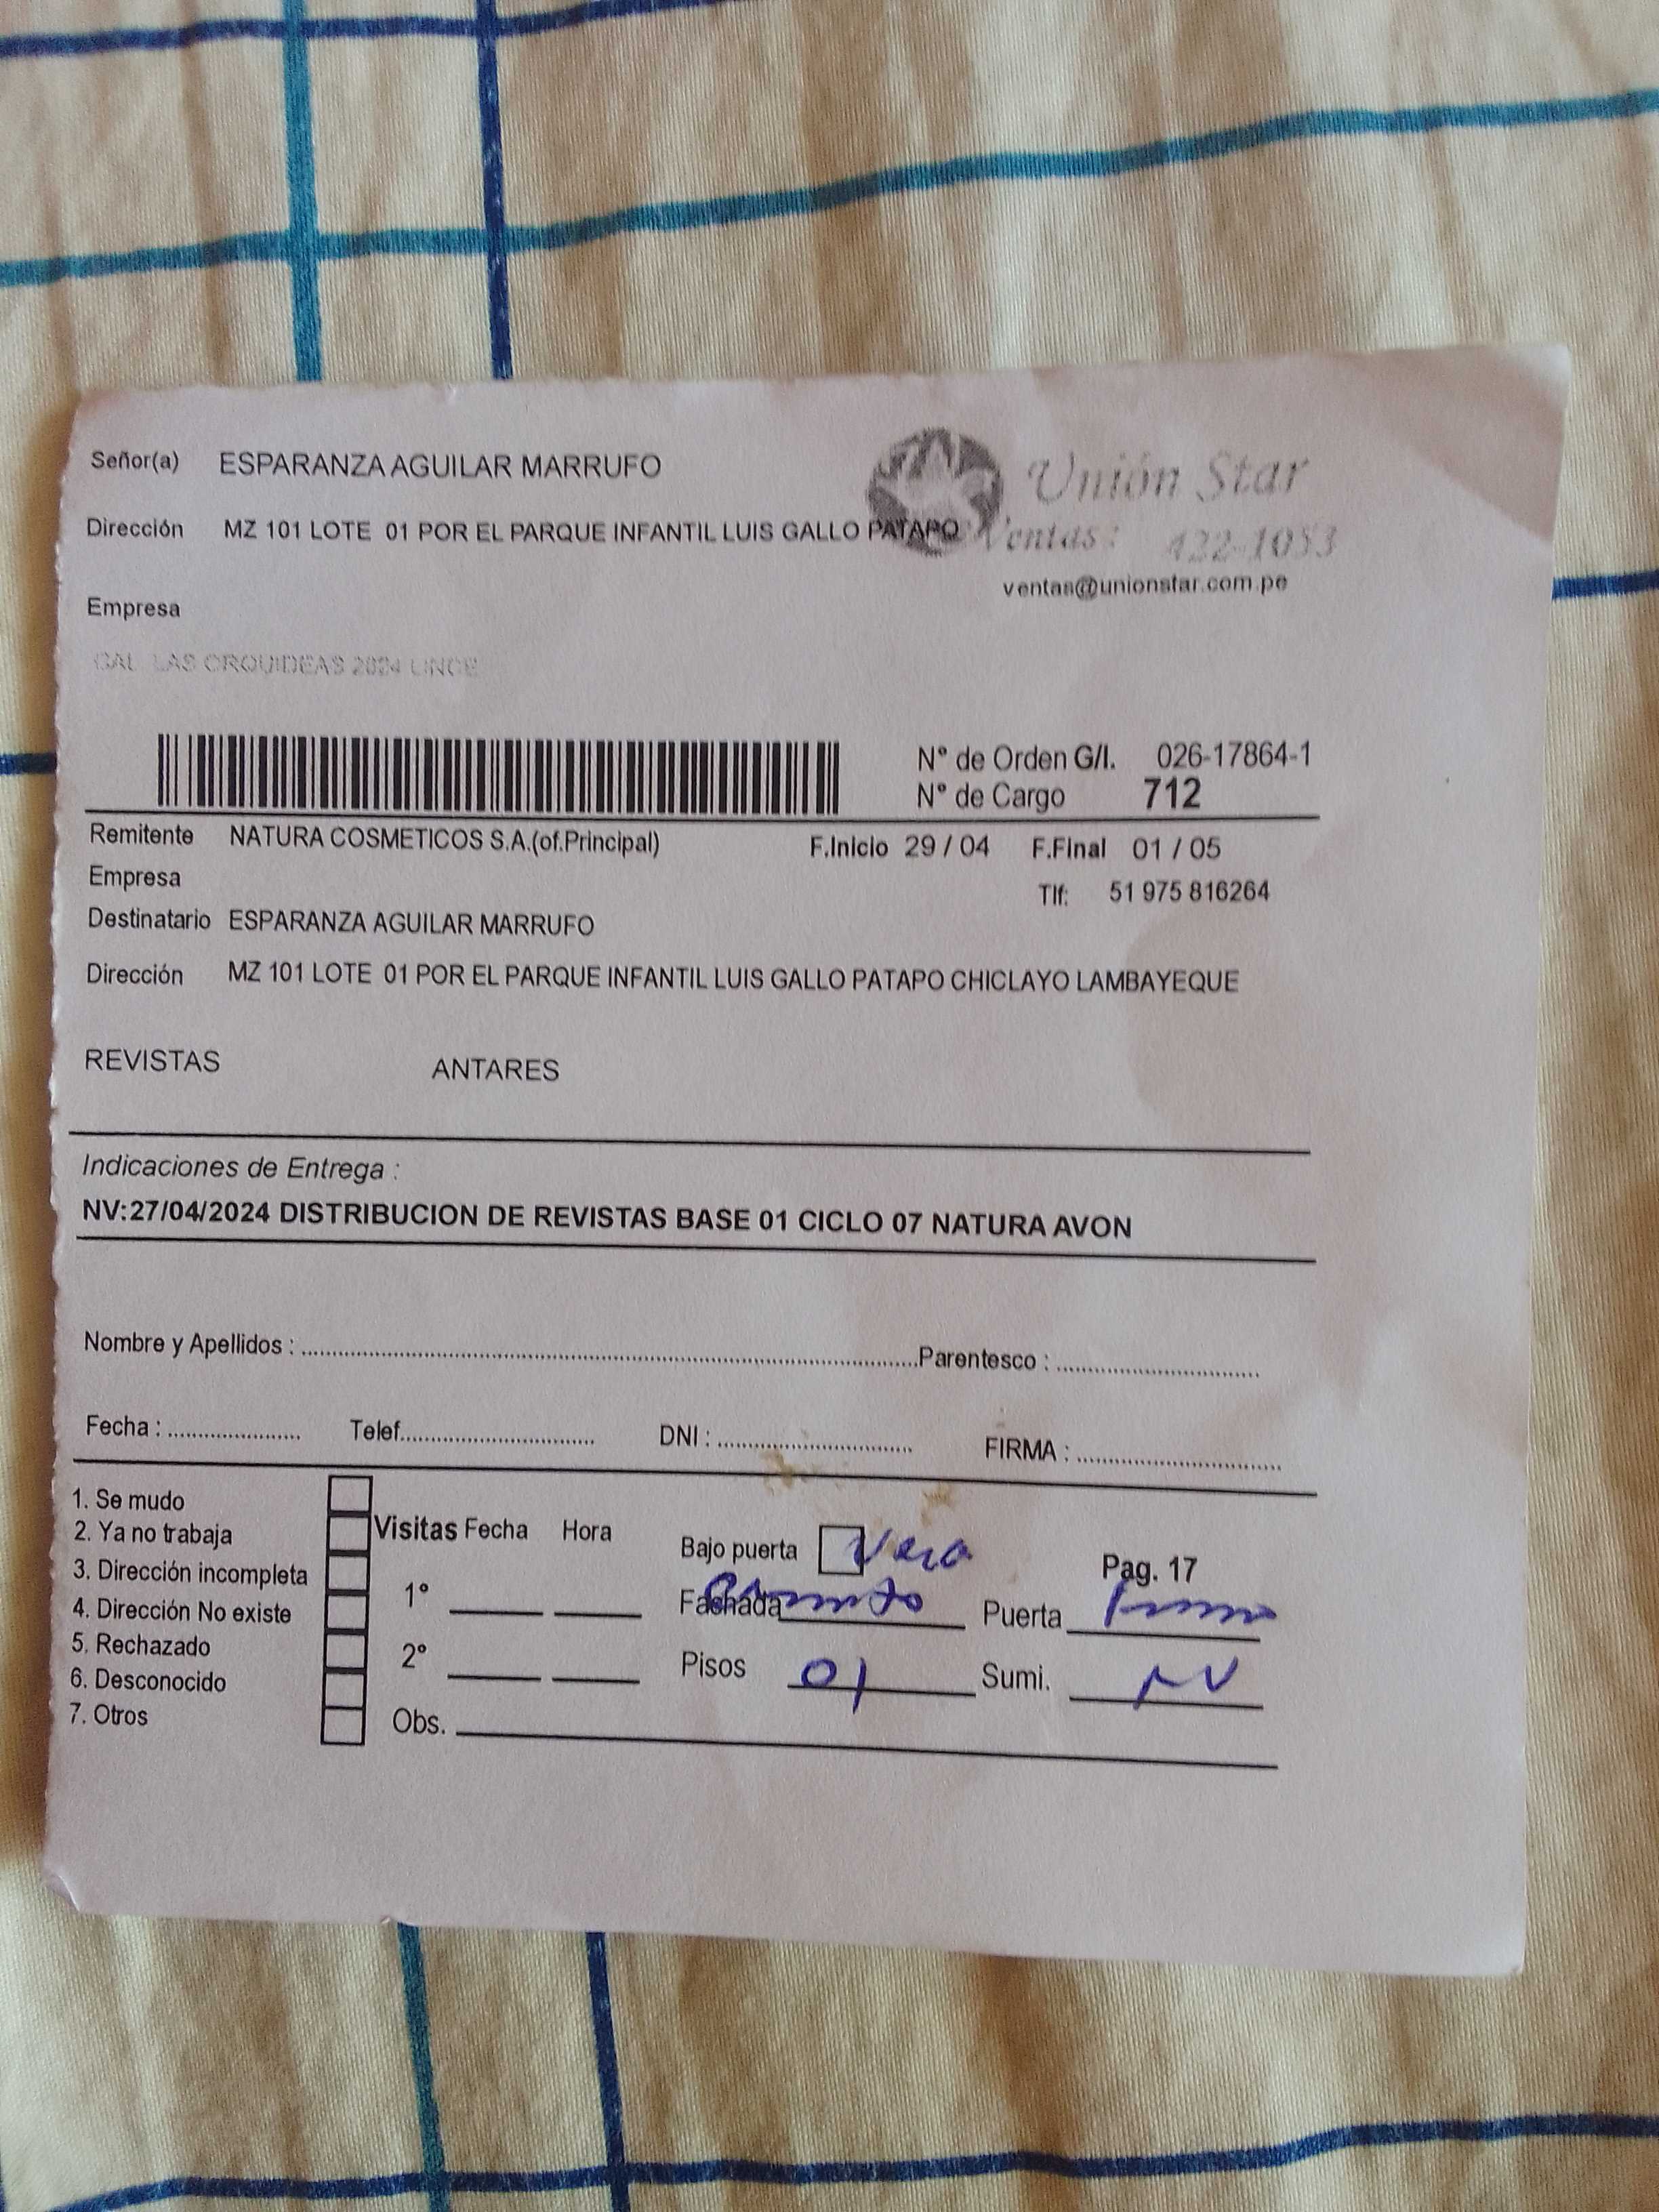 Señor(a) ESPARANZA AGUILAR MARRUFO
Unión Star
Dirección MZ 101 LOTE 01 POR EL PARQUE INFANTIL LUIS GALLO PATAPO
Ventas: 422-1053
ventas@unionstar.com.pe
Empresa
CAL LAS ORQUIDEAS 2024 LINCE
N° de Orden G/I. 026-17864-1
N° de Cargo 712
Remitente NATURA COSMETICOS S.A.(of.Principal) F.Inicio 29 / 04 F.Final 01 / 05
Empresa Tlf: 51 975 816264
Destinatario ESPARANZA AGUILAR MARRUFO
Dirección MZ 101 LOTE 01 POR EL PARQUE INFANTIL LUIS GALLO PATAPO CHICLAYO LAMBAYEQUE
REVISTAS ANTARES
Indicaciones de Entrega :
NV:27/04/2024 DISTRIBUCION DE REVISTAS BASE 01 CICLO 07 NATURA AVON
Nombre y Apellidos : Parentesco :
Fecha : Telef. DNI : FIRMA :
1. Se mudo
2. Ya no trabaja
3. Dirección incompleta
4. Dirección No existe
5. Rechazado
6. Desconocido
7. Otros
Visitas Fecha Hora
1°
2°
Obs.
Bajo puerta Pag. 17
Fachada Puerta
Pisos 01 Sumi.